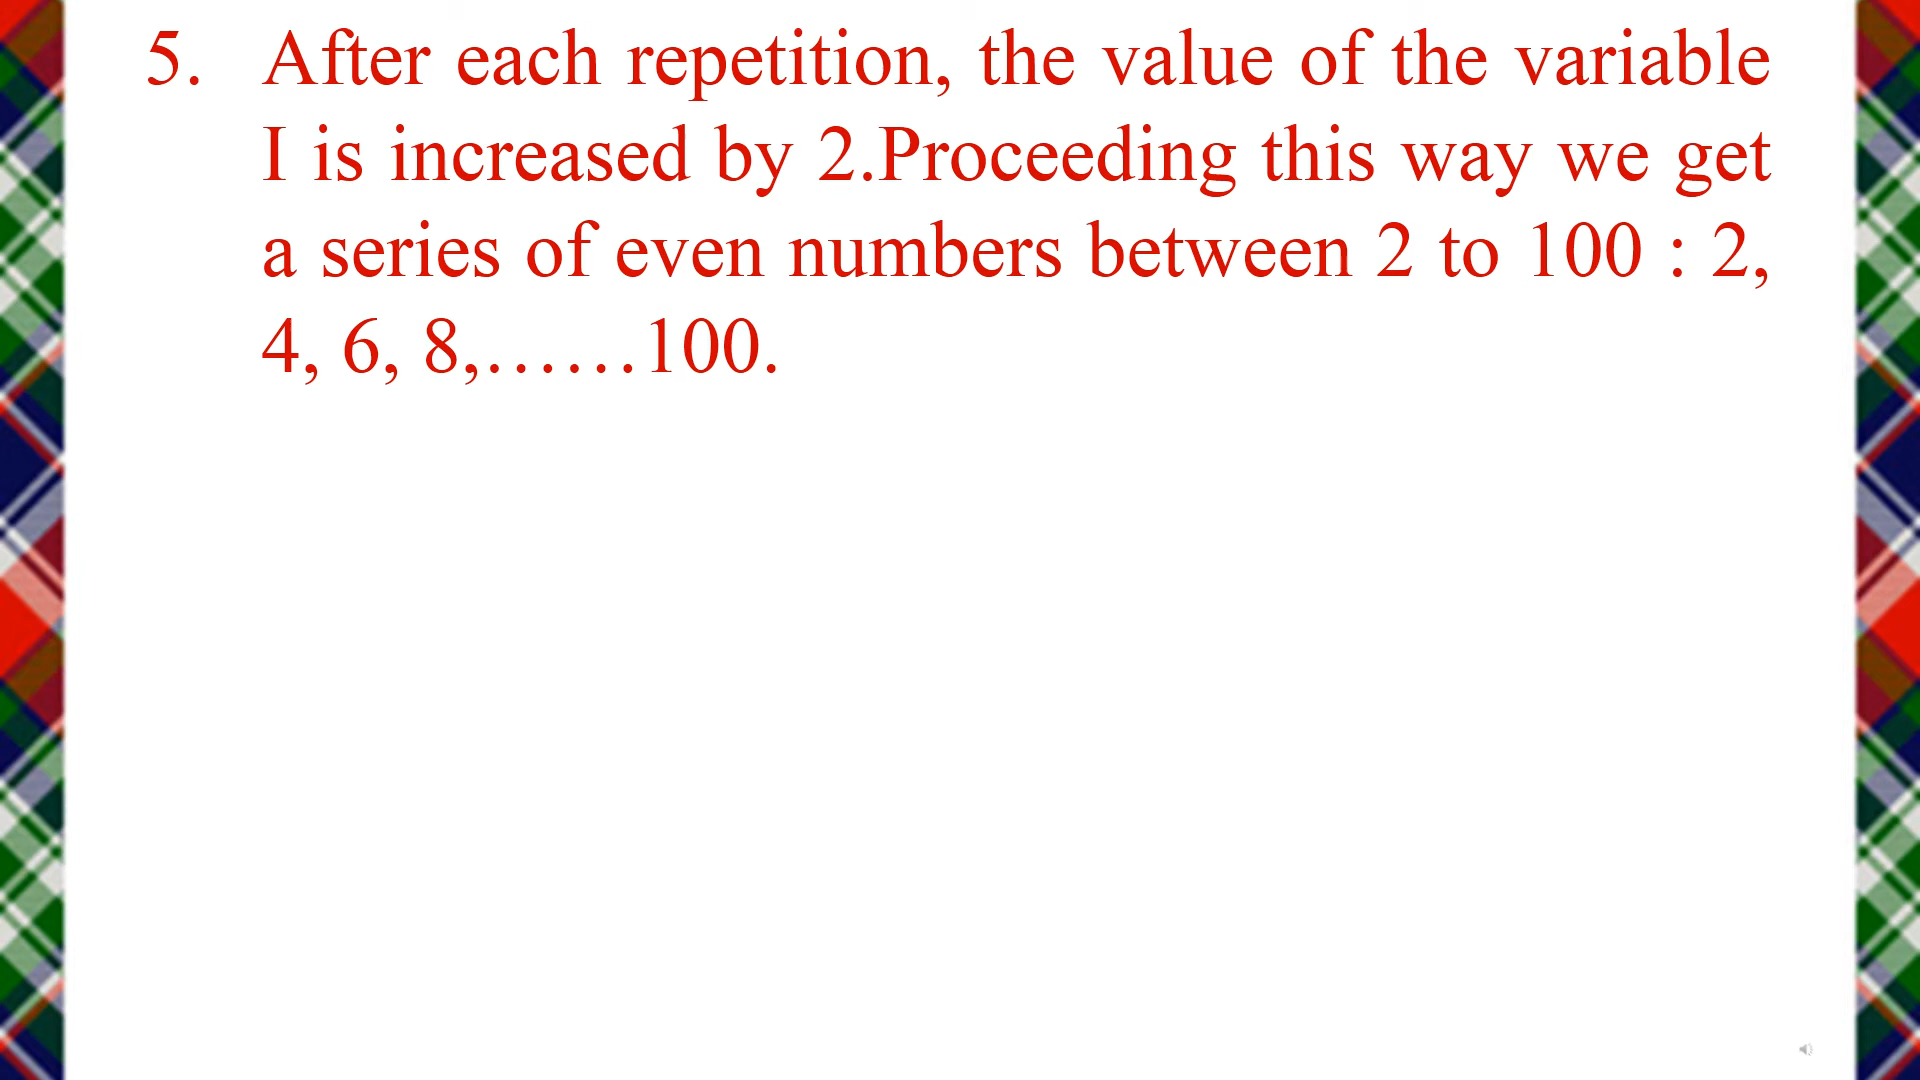 5. After each repetition, the value of the variable
I is increased by 2.Proceeding this way we get
a series of even numbers between 2 to 100 : 2,
4, 6, 8,……100.